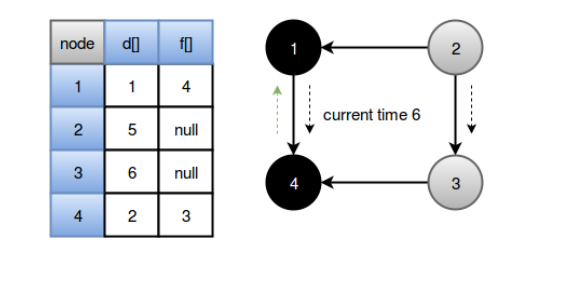 node d[] f[]
1 1 4
2 5 null
3 6 null
4 2 3
1 2
current time 6
4 3